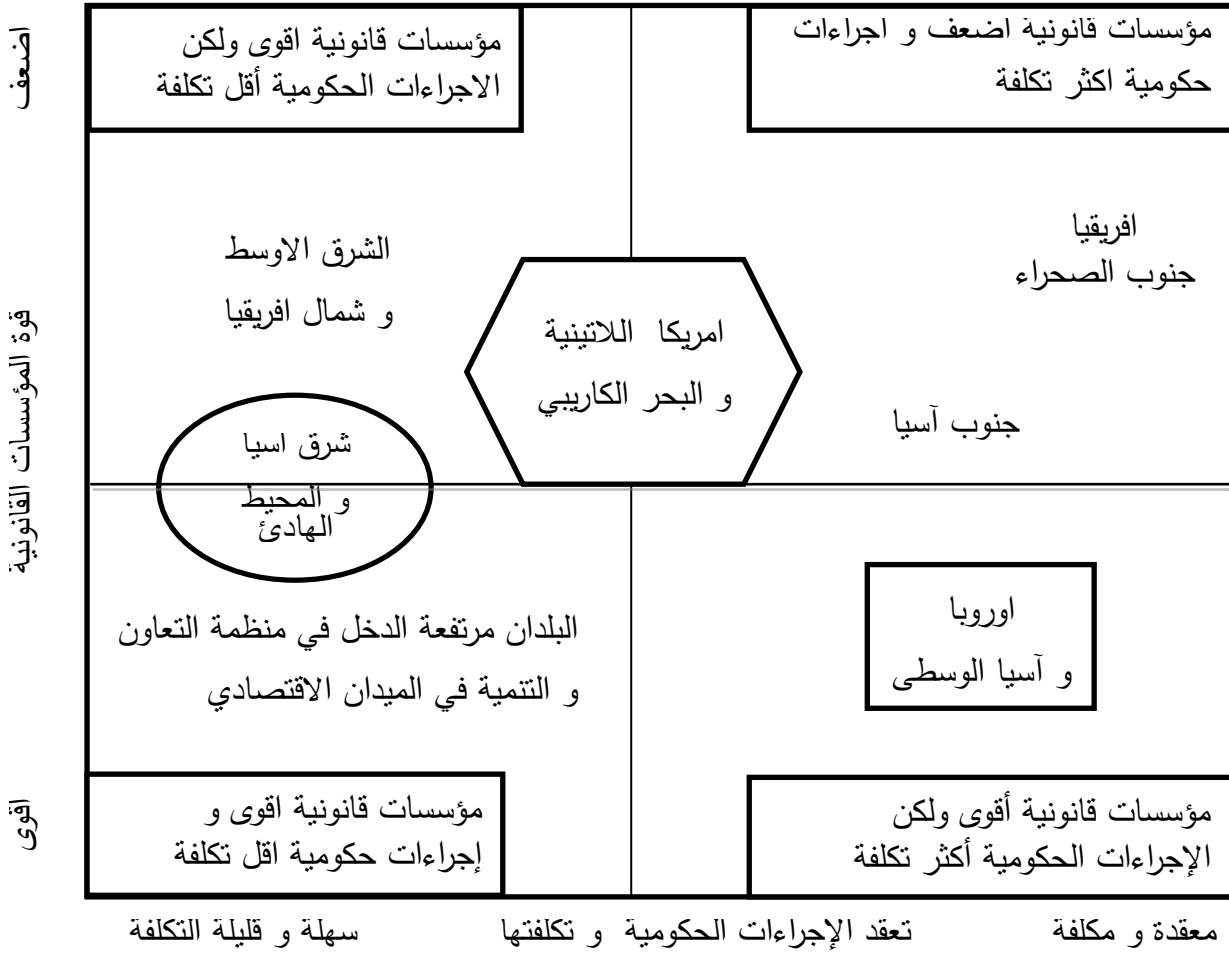 مؤسسات قانونية اضعف و اجراءات
حكومية اكثر تكلفة
مؤسسات قانونية اقوى ولكن
الاجراءات الحكومية أقل تكلفة
اضعف
افريقيا
جنوب الصحراء
الشرق الاوسط
و شمال افريقيا
امريكا اللاتينية
و البحر الكاريبي
جنوب آسيا
شرق اسيا
و المحيط
الهادئ
قوة المؤسسات القانونية
اوروبا
و آسيا الوسطى
البلدان مرتفعة الدخل في منظمة التعاون
و التنمية في الميدان الاقتصادي
مؤسسات قانونية أقوى ولكن
الإجراءات الحكومية أكثر تكلفة
مؤسسات قانونية اقوى و
إجراءات حكومية اقل تكلفة
اقوى
معقدة و مكلفة
تعقد الإجراءات الحكومية و تكلفتها
سهلة و قليلة التكلفة